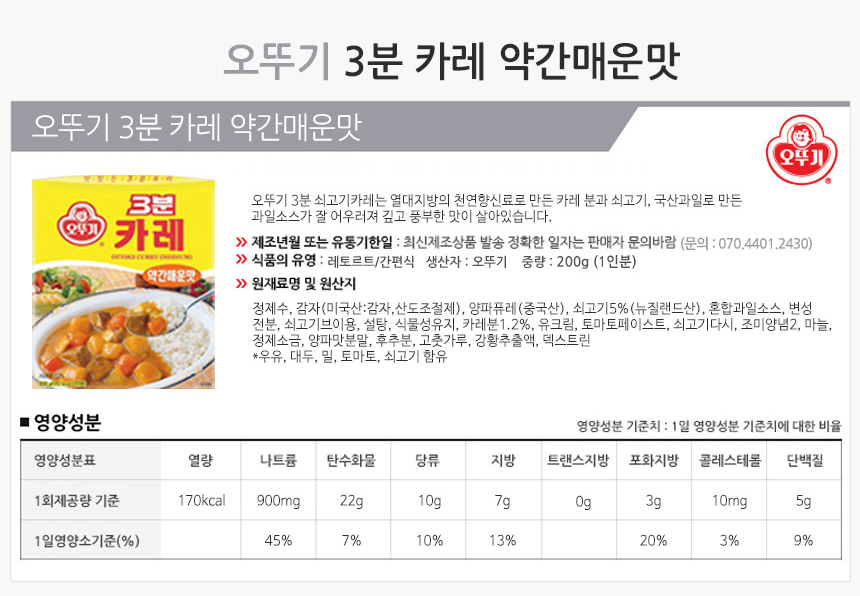 오뚜기 3분 카레 약간매운맛
오뚜기 3분 카레 약간매운맛
오뚜기
오뚜기 3분 쇠고기카레는 열대지방의 천연향신료로 만든 카레 분과 쇠고기, 국산과일로 만든
과일소스가 잘 어우러져 깊고 풍부한 맛이 살아있습니다.
» 제조년월 또는 유통기한일 : 최신제조상품 발송 정확한 일자는 판매자 문의바람 (문의 : 070.4401.2430)
» 식품의 유영 : 레토르트/간편식 생산자 : 오뚜기 중량 : 200g (1인분)
» 원재료명 및 원산지
정제수, 감자(미국산:감자,산도조절제), 양파퓨레(중국산), 쇠고기5%(뉴질랜드산), 혼합과일소스, 변성
전분, 쇠고기브이용, 설탕, 식물성유지, 카레분1.2%, 유크림, 토마토페이스트, 쇠고기다시, 조미양념2, 마늘,
정제소금, 양파맛분말, 후추분, 고춧가루, 강황추출액, 덱스트린
*우유, 대두, 밀, 토마토, 쇠고기 함유
3분
오뚜기
카레
OTTOGI CURRY (MEDIUM)
약간매운맛
■ 영양성분
영양성분 기준치 : 1일 영양성분 기준치에 대한 비율
영양성분표 열량 나트륨 탄수화물 당류 지방 트랜스지방 포화지방 콜레스테롤 단백질
1회제공량 기준 170kcal 900mg 22g 10g 7g 0g 3g 10mg 5g
1일영양소기준(%) 45% 7% 10% 13% 20% 3% 9%